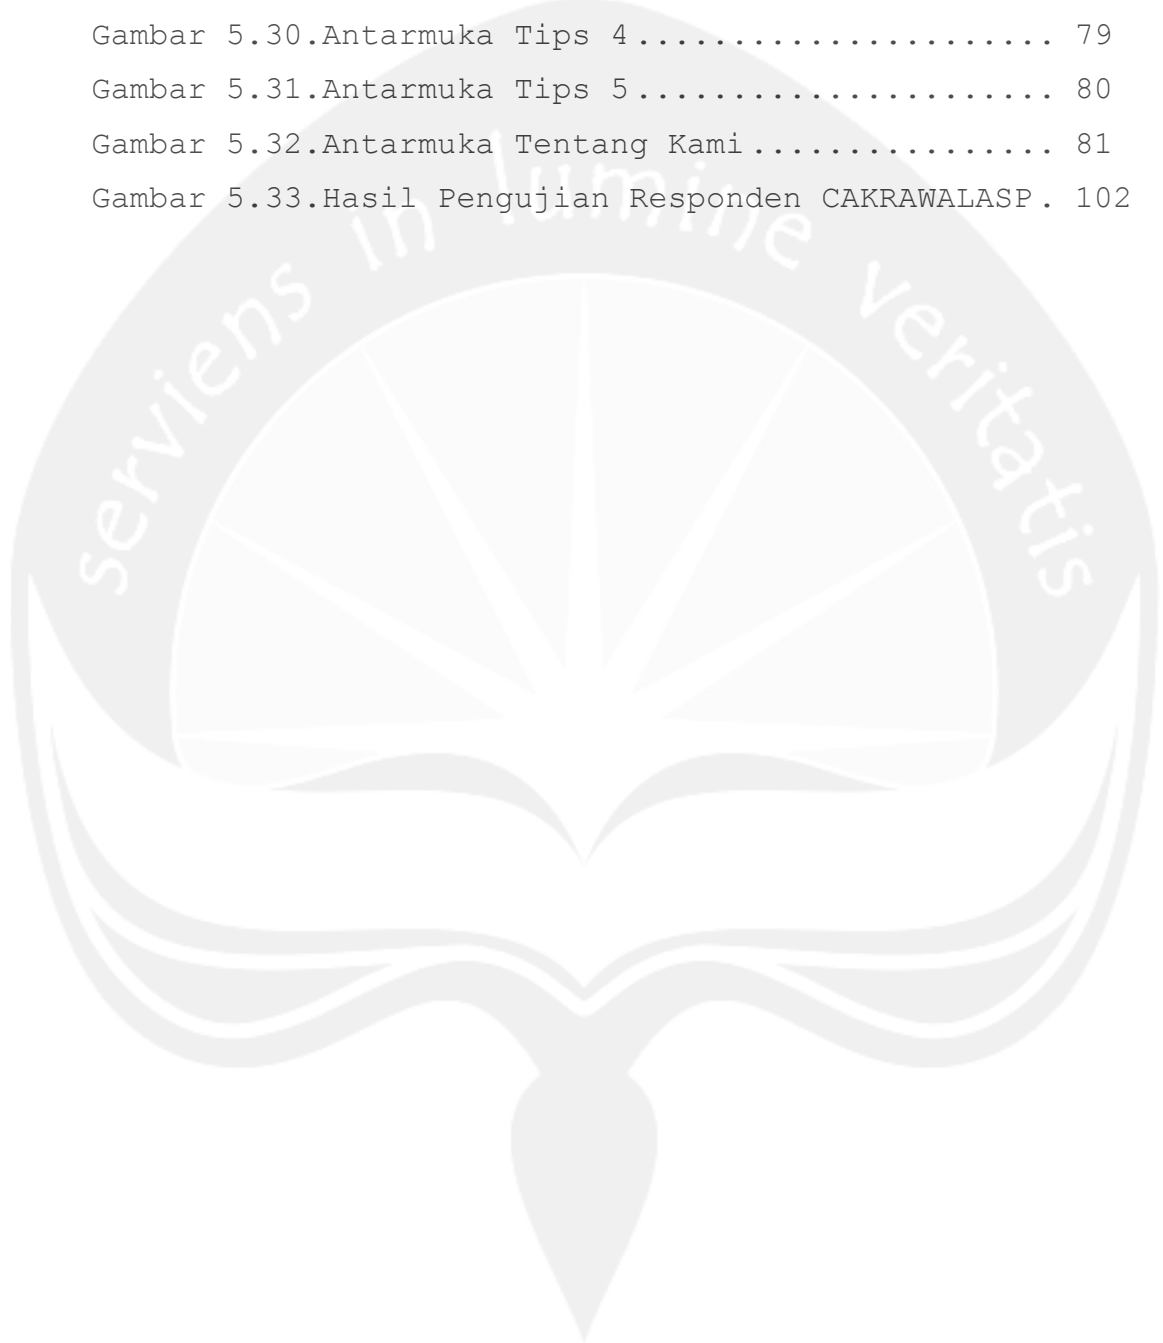 Gambar 5.30.Antarmuka Tips 4...................... 79
Gambar 5.31.Antarmuka Tips 5...................... 80
Gambar 5.32.Antarmuka Tentang Kami................ 81
Gambar 5.33.Hasil Pengujian Responden CAKRAWALASP. 102
serviens in lumine veritatis